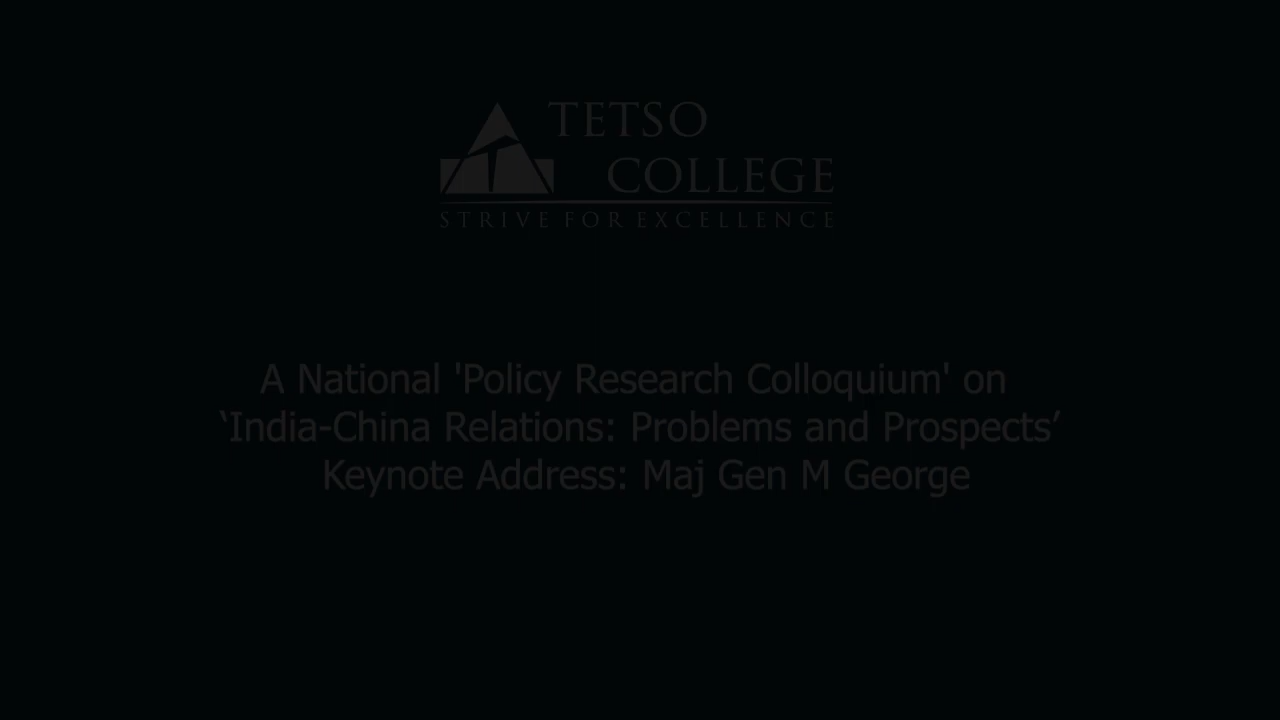 TETSO
COLLEGE
STRIVE FOR EXCELLENCE
A National 'Policy Research Colloquium' on
‘India-China Relations: Problems and Prospects’
Keynote Address: Maj Gen M George